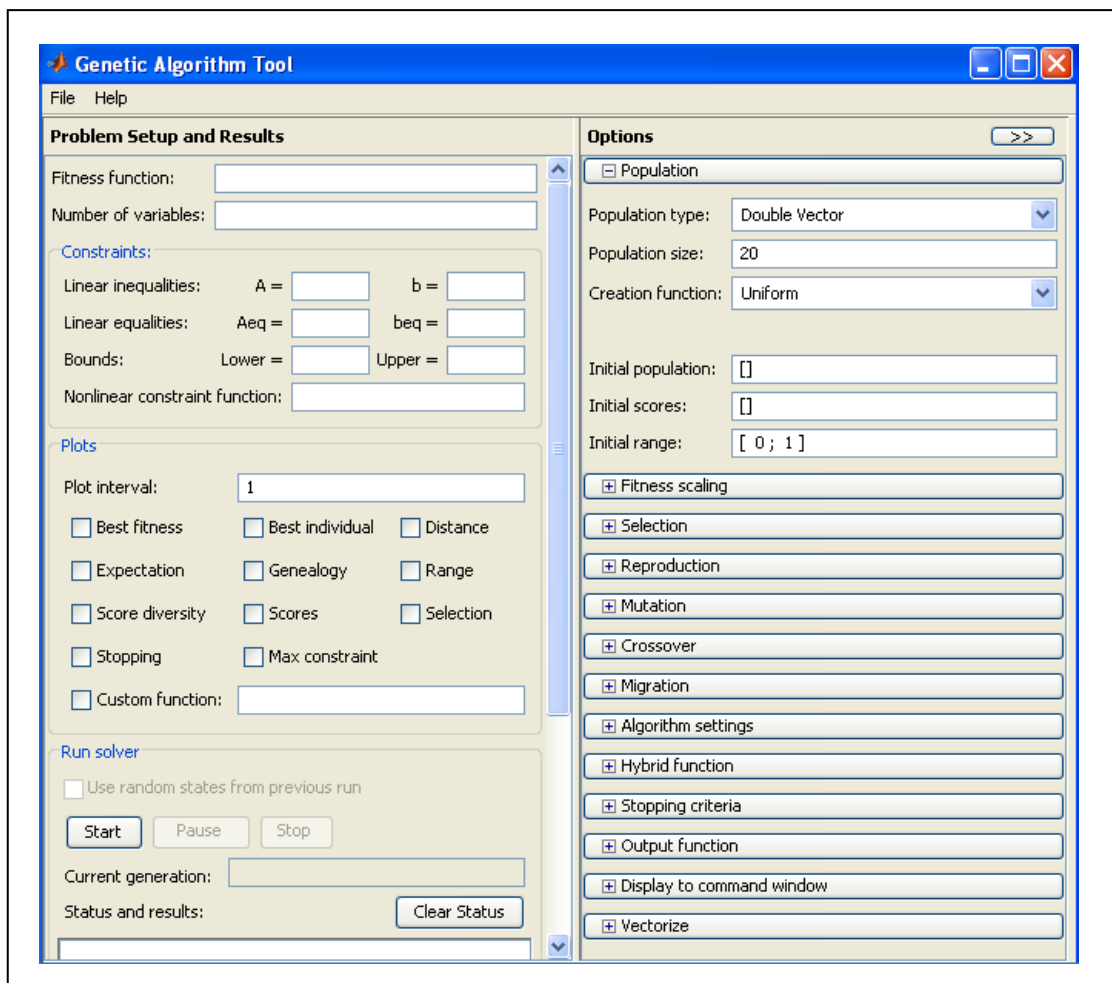 Genetic Algorithm Tool
File Help
Problem Setup and Results
Fitness function:
Number of variables:
Constraints:
Linear inequalities: A = b =
Linear equalities: Aeq = beq =
Bounds: Lower = Upper =
Nonlinear constraint function:
Plots
Plot interval: 1
Best fitness Best individual Distance
Expectation Genealogy Range
Score diversity Scores Selection
Stopping Max constraint
Custom function:
Run solver
Use random states from previous run
Start Pause Stop
Current generation:
Status and results: Clear Status
Options >>
Population
Population type: Double Vector
Population size: 20
Creation function: Uniform
Initial population: []
Initial scores: []
Initial range: [ 0 ; 1 ]
Fitness scaling
Selection
Reproduction
Mutation
Crossover
Migration
Algorithm settings
Hybrid function
Stopping criteria
Output function
Display to command window
Vectorize